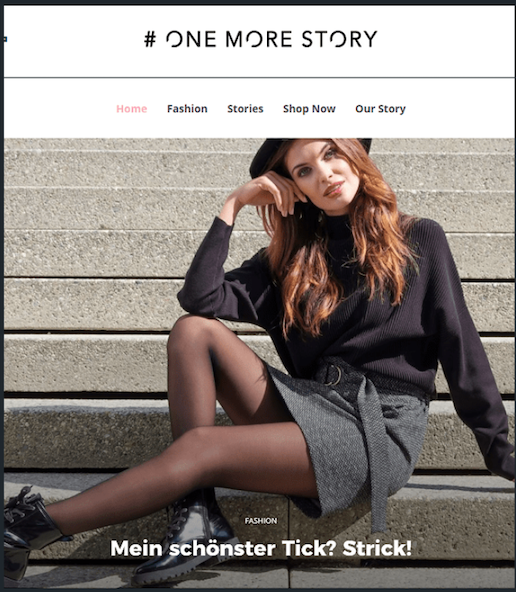 # ONE MORE STORY
Home Fashion Stories Shop Now Our Story
FASHION
Mein schönster Tick? Strick!